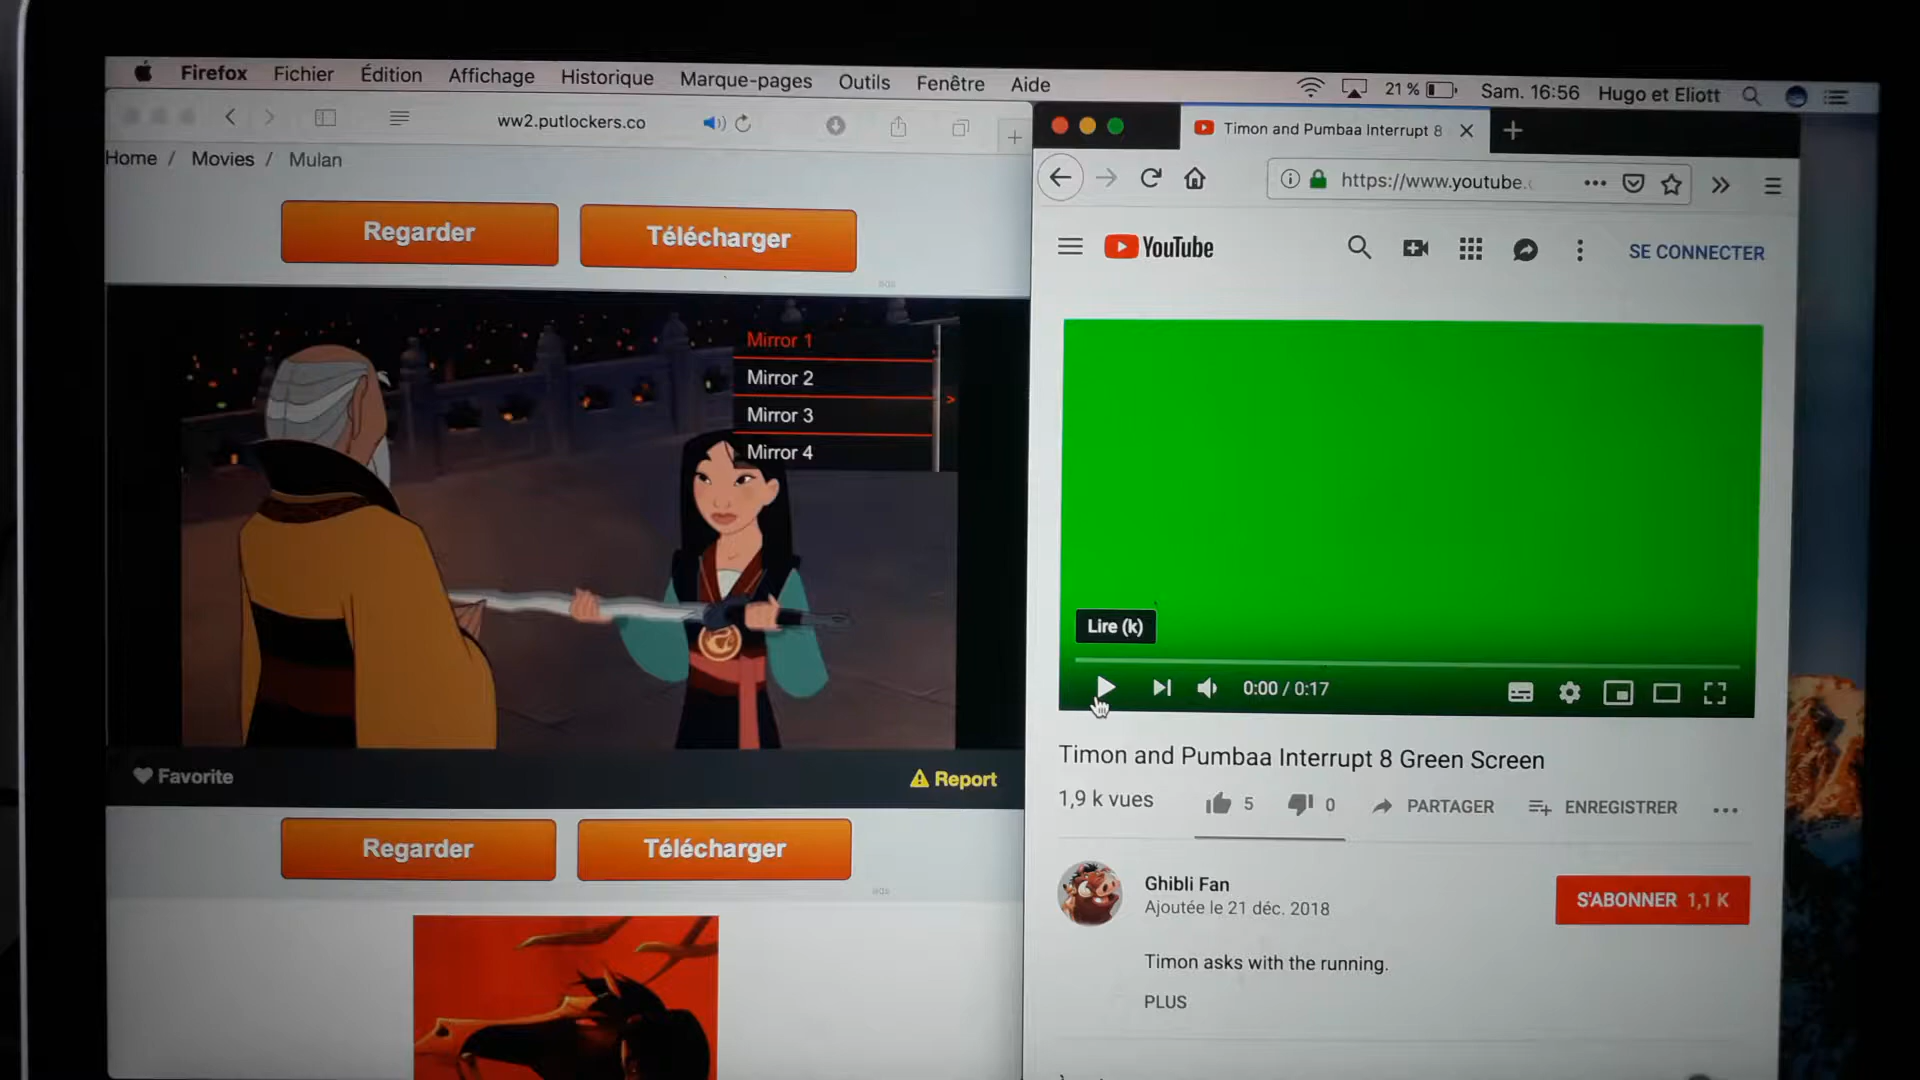 Firefox Fichier Édition Affichage Historique Marque-pages Outils Fenêtre Aide 21 % Sam. 16:56 Hugo et Eliott
ww2.putlockers.co
Home / Movies / Mulan
Regarder Télécharger
ads
Mirror 1
Mirror 2
Mirror 3
Mirror 4
Favorite Report
Regarder Télécharger
ads
Timon and Pumbaa Interrupt 8
https://www.youtube.
YouTube SE CONNECTER
Lire (k)
0:00 / 0:17
Timon and Pumbaa Interrupt 8 Green Screen
1,9 k vues 5 0 PARTAGER ENREGISTRER
Ghibli Fan
Ajoutée le 21 déc. 2018
S'ABONNER 1,1 K
Timon asks with the running.
PLUS